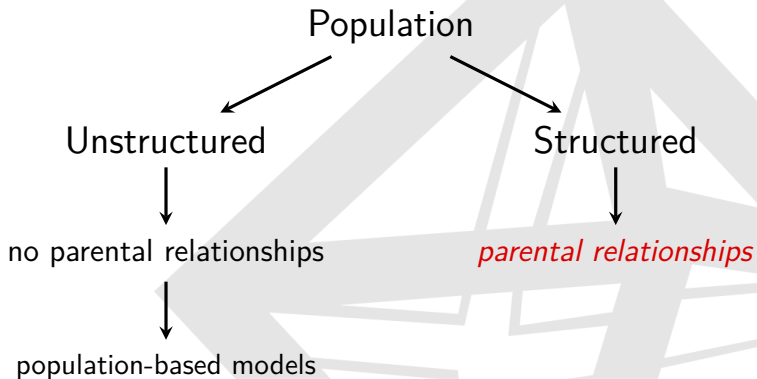 Population
Unstructured Structured
no parental relationships parental relationships
population-based models